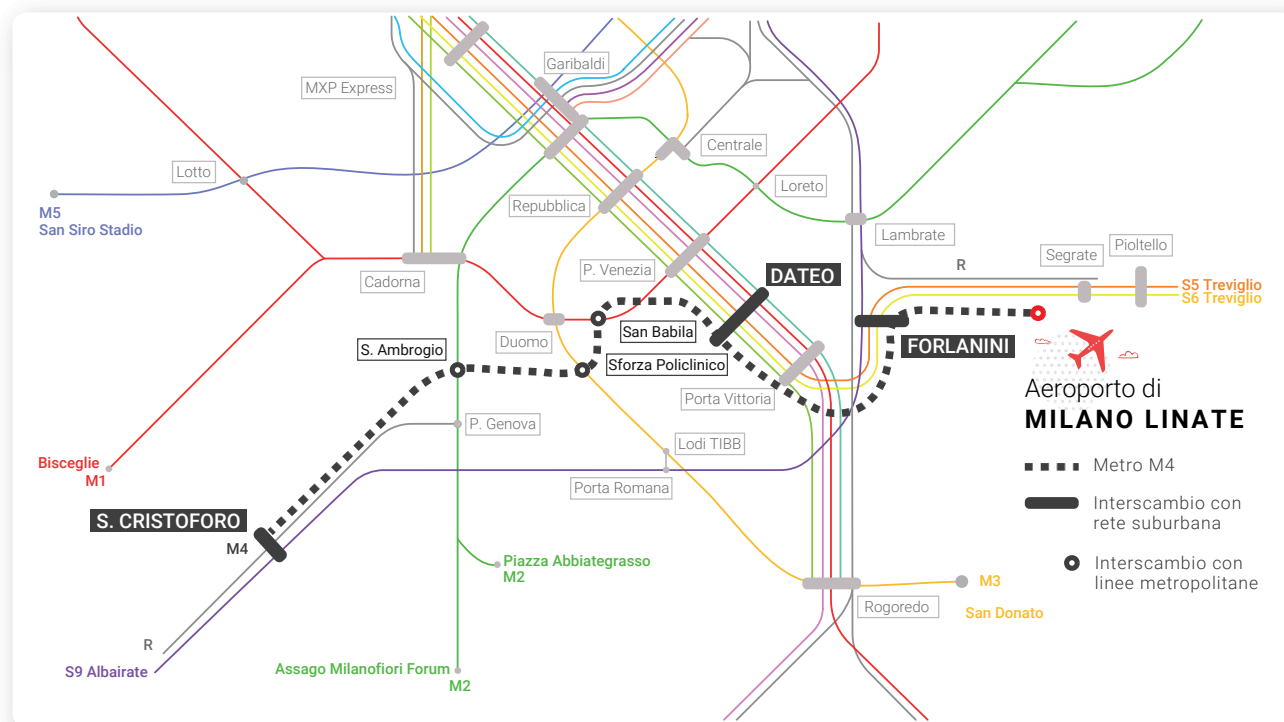 Garibaldi
MXP Express
Centrale
Lotto
Loreto
Repubblica
M5
San Siro Stadio
Lambrate
Pioltello
Segrate
R
P. Venezia
DATEO
Cadorna
S5 Treviglio
S6 Treviglio
San Babila
Duomo
S. Ambrogio
FORLANINI
Sforza Policlinico
Aeroporto di
MILANO LINATE
Porta Vittoria
P. Genova
Lodi TIBB
Bisceglie
M1
Metro M4
Porta Romana
Interscambio con
rete suburbana
S. CRISTOFORO
M4
Piazza Abbiategrasso
M2
Interscambio con
linee metropolitane
M3
San Donato
Rogoredo
R
S9 Albairate
Assago Milanofiori Forum
M2